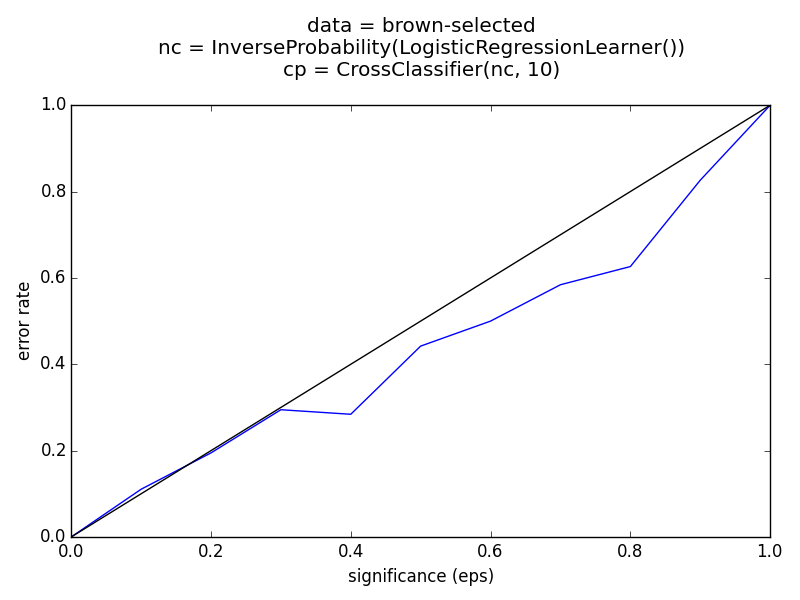 data = brown-selected
nc = InverseProbability(LogisticRegressionLearner())
cp = CrossClassifier(nc, 10)
1.0
0.8
0.6
0.4
0.2
0.0
error rate
0.0 0.2 0.4 0.6 0.8 1.0
significance (eps)